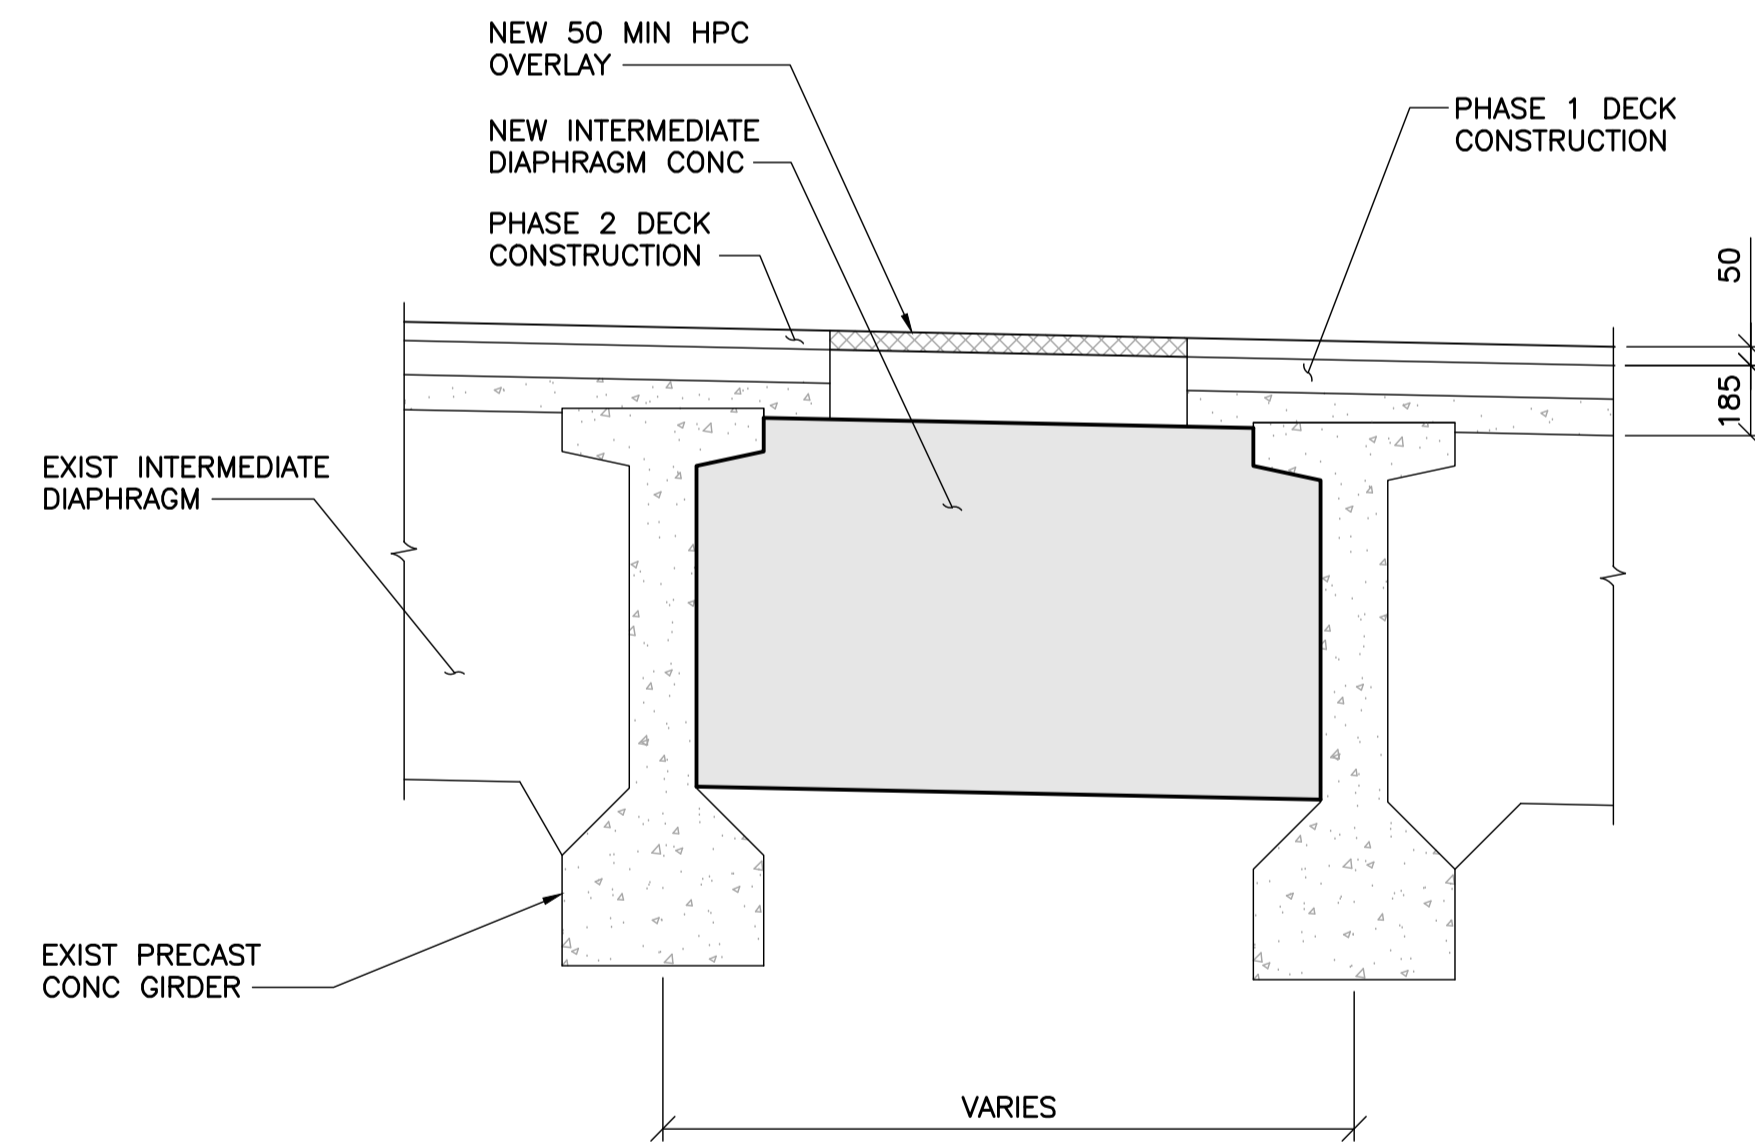 NEW 50 MIN HPC
OVERLAY
NEW INTERMEDIATE
DIAPHRAGM CONC
PHASE 2 DECK
CONSTRUCTION
PHASE 1 DECK
CONSTRUCTION
50
185
EXIST INTERMEDIATE
DIAPHRAGM
EXIST PRECAST
CONC GIRDER
VARIES